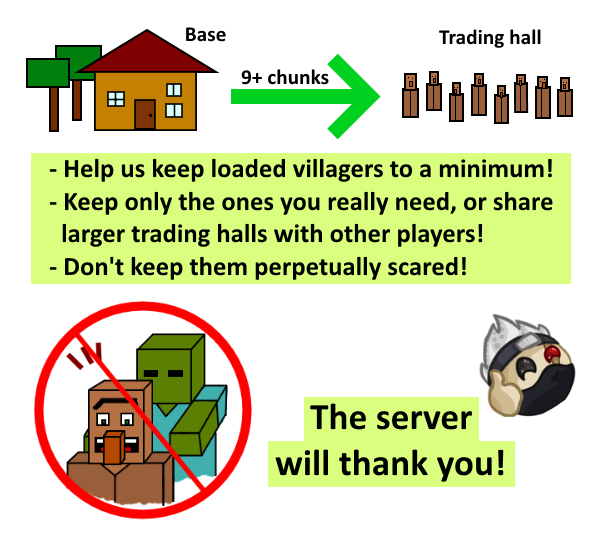 Base
9+ chunks
Trading hall
- Help us keep loaded villagers to a minimum!
- Keep only the ones you really need, or share
larger trading halls with other players!
- Don't keep them perpetually scared!
The server
will thank you!